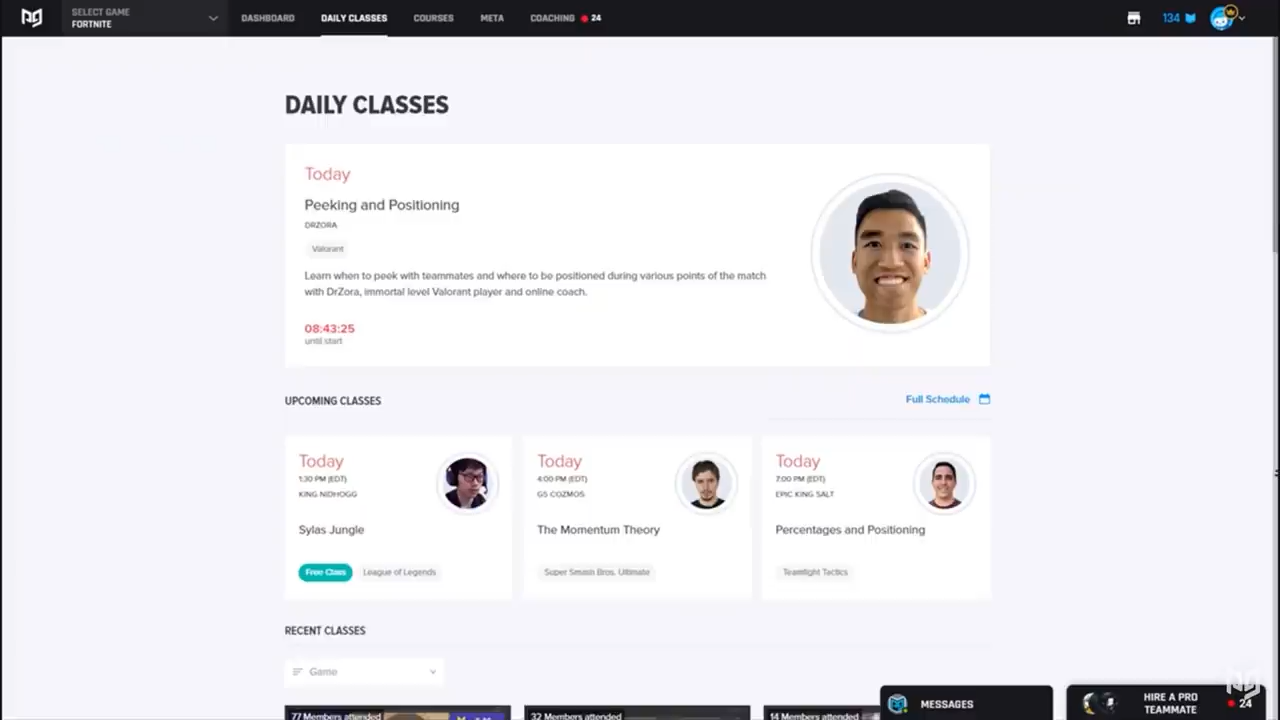 SELECT GAME
FORTNITE
DASHBOARD
DAILY CLASSES
COURSES
META
COACHING 24
134
DAILY CLASSES
Today
Peeking and Positioning
DRZORA
Valorant
Learn when to peek with teammates and where to be positioned during various points of the match
with DrZora, immortal level Valorant player and online coach.
08:43:25
until start
UPCOMING CLASSES
Full Schedule
Today
1:30 PM (EDT)
KING NIDHOGG
Sylas Jungle
Free Class
League of Legends
Today
4:00 PM (EDT)
GS COZMOS
The Momentum Theory
Super Smash Bros. Ultimate
Today
7:00 PM (EDT)
EPIC KING SALT
Percentages and Positioning
Teamfight Tactics
RECENT CLASSES
Game
77 Members attended
32 Members attended
14 Members attended
MESSAGES
HIRE A PRO
TEAMMATE
24